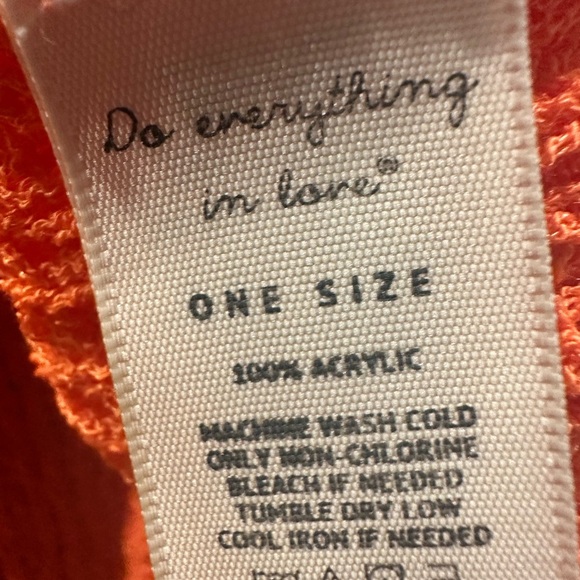 Do everything
in love®
ONE SIZE
100% ACRYLIC
MACHINE WASH COLD
ONLY NON-CHLORINE
BLEACH IF NEEDED
TUMBLE DRY LOW
COOL IRON IF NEEDED